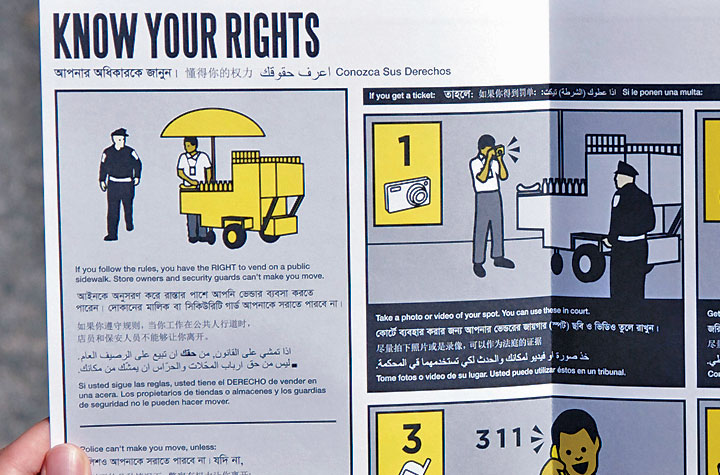 KNOW YOUR RIGHTS
আপনার অধিকারকে জানুন। 懂得你的权力 اعرف حقوقك Conozca Sus Derechos
If you follow the rules, you have the RIGHT to vend on a public
sidewalk. Store owners and security guards can't make you move.
আইনকে অনুসরণ করে রাস্তার পাশে আপনি ভেন্ডার ব্যবসা করতে
পারেন। দোকানের মালিক বা সিকিউরিটি গার্ড আপনাকে সরাতে পারবে না।
如果你遵守规则，当你工作在公共人行道时，
店员和保安人员不能够让你离开。
اذا تمشي على القانون, من حقك ان تبيع على الرصيف العام.
ليس من حق ارباب المحّلات والحرّاس ان يمشّك من مكانك.
Si usted sigue las reglas, usted tiene el DERECHO de vender en
una acera. Los propietarios de tiendas o almacenes y los guardias
de seguridad no le pueden hacer mover.
Police can't make you move, unless:
আপনাকে সরাতে পারবে না। যদি না,
If you get a ticket: তাহলে: 如果你得到罚单: اذا عطوك (الشرطة) تيكت: Si le ponen una multa:
1
Take a photo or video of your spot. You can use these in court.
কোর্টে ব্যবহার করার জন্য আপনার ভেন্ডরের জায়গার (স্পট) ছবি ও ভিডিও তুলে রাখুন।
尽量拍下照片或是录像，可以作为法庭的证据
خذ صورة او فيديو لمكانك والحدث لكي تستخدمهما في المحكمة.
Tome fotos o video de su lugar. Usted puede utilizar éstos en un tribunal.
3
311